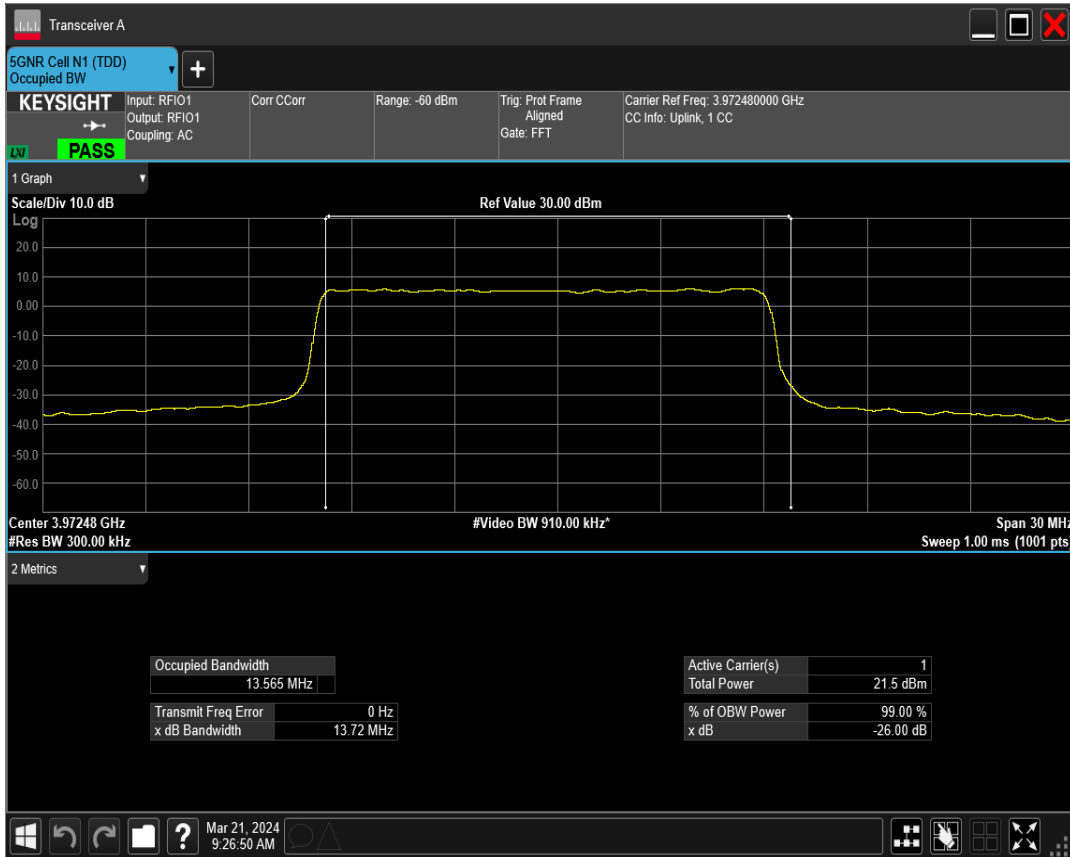 Transceiver A
5GNR Cell N1 (TDD)
Occupied BW
+
KEYSIGHT
LXI
PASS
Input: RFIO1
Output: RFIO1
Coupling: AC
Corr CCorr
Range: -60 dBm
Trig: Prot Frame
Aligned
Gate: FFT
Carrier Ref Freq: 3.972480000 GHz
CC Info: Uplink, 1 CC
1 Graph
Scale/Div 10.0 dB
Ref Value 30.00 dBm
Log
20.0
10.0
0.00
-10.0
-20.0
-30.0
-40.0
-50.0
-60.0
Center 3.97248 GHz
#Video BW 910.00 kHz*
Span 30 MHz
#Res BW 300.00 kHz
Sweep 1.00 ms (1001 pts)
2 Metrics
Occupied Bandwidth
13.565 MHz
Transmit Freq Error 0 Hz
x dB Bandwidth 13.72 MHz
Active Carrier(s) 1
Total Power 21.5 dBm
% of OBW Power 99.00 %
x dB -26.00 dB
?
Mar 21, 2024
9:26:50 AM